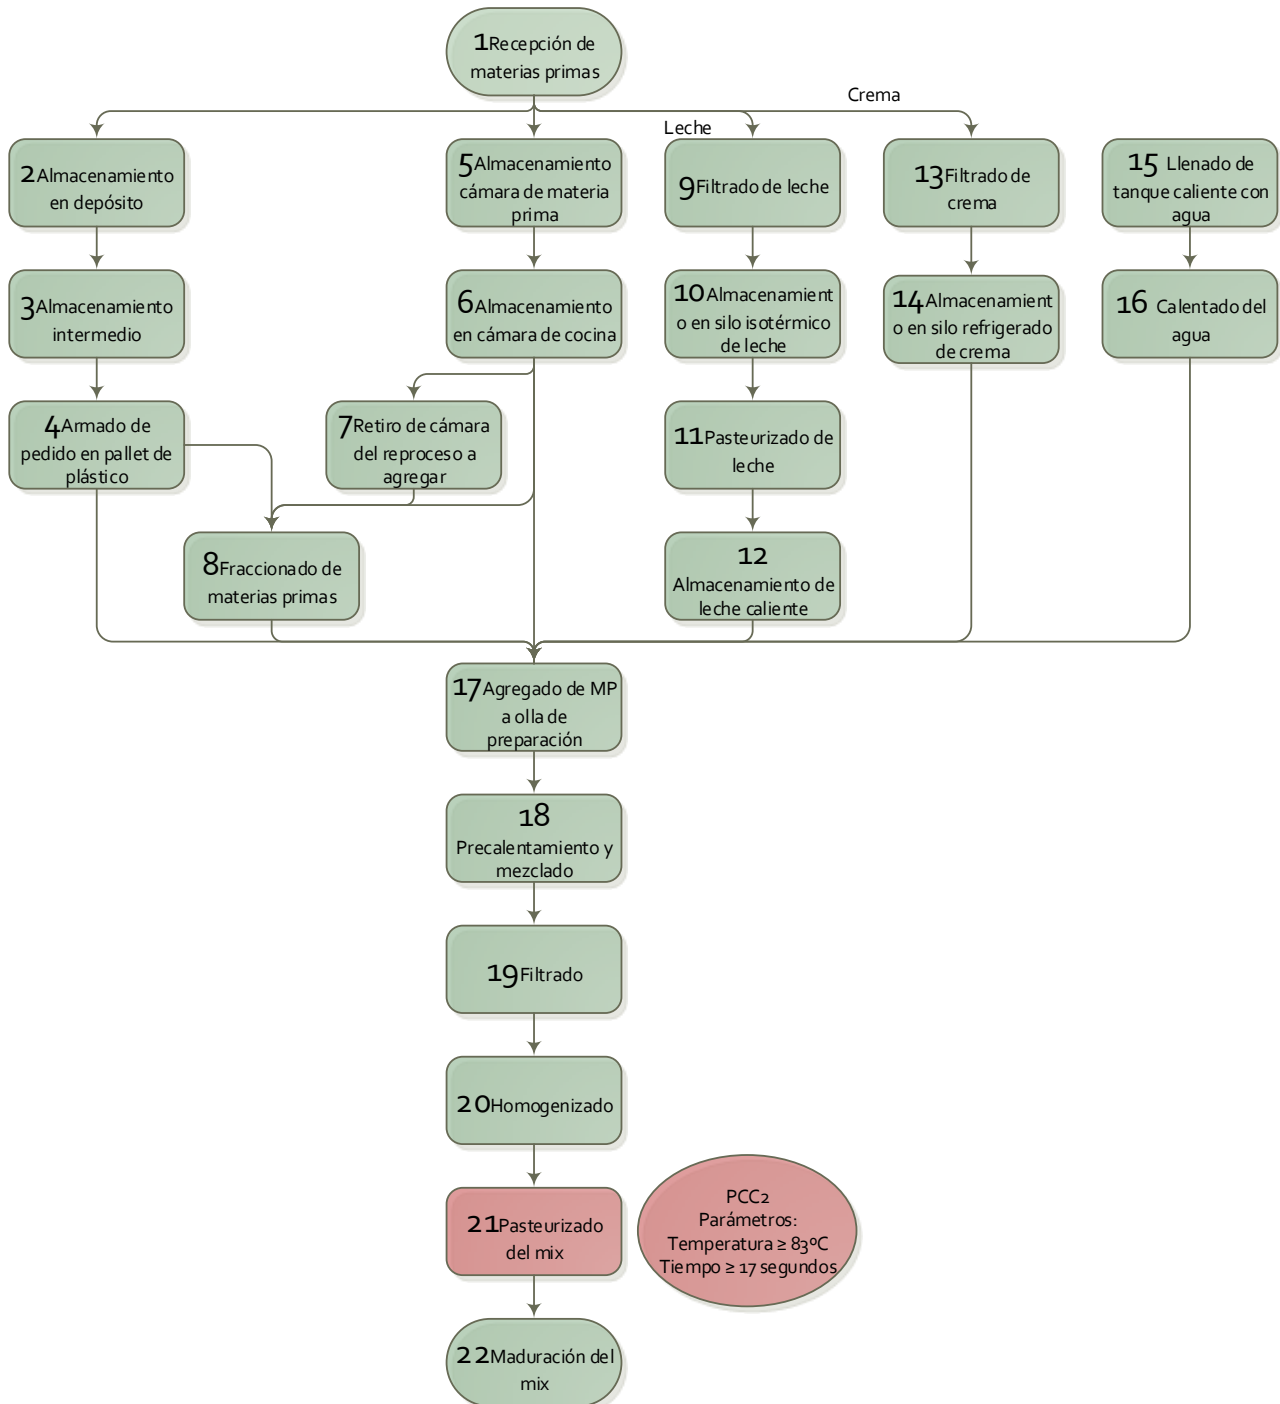 1Recepción de
materias primas
Crema
Leche
2Almacenamiento
en depósito
5Almacenamiento
cámara de materia
prima
9Filtrado de leche
13Filtrado de
crema
15 Llenado de
tanque caliente con
agua
3Almacenamiento
intermedio
6Almacenamiento
en cámara de cocina
10Almacenamient
o en silo isotérmico
de leche
14Almacenamient
o en silo refrigerado
de crema
16 Calentado del
agua
4Armado de
pedido en pallet de
plástico
7Retiro de cámara
del reproceso a
agregar
11Pasteurizado de
leche
8Fraccionado de
materias primas
12
Almacenamiento de
leche caliente
17Agregado de MP
a olla de
preparación
18
Precalentamiento y
mezclado
19Filtrado
20Homogenizado
21Pasteurizado
del mix
PCC2
Parámetros:
Temperatura ≥ 83ºC
Tiempo ≥ 17 segundos
22Maduración del
mix